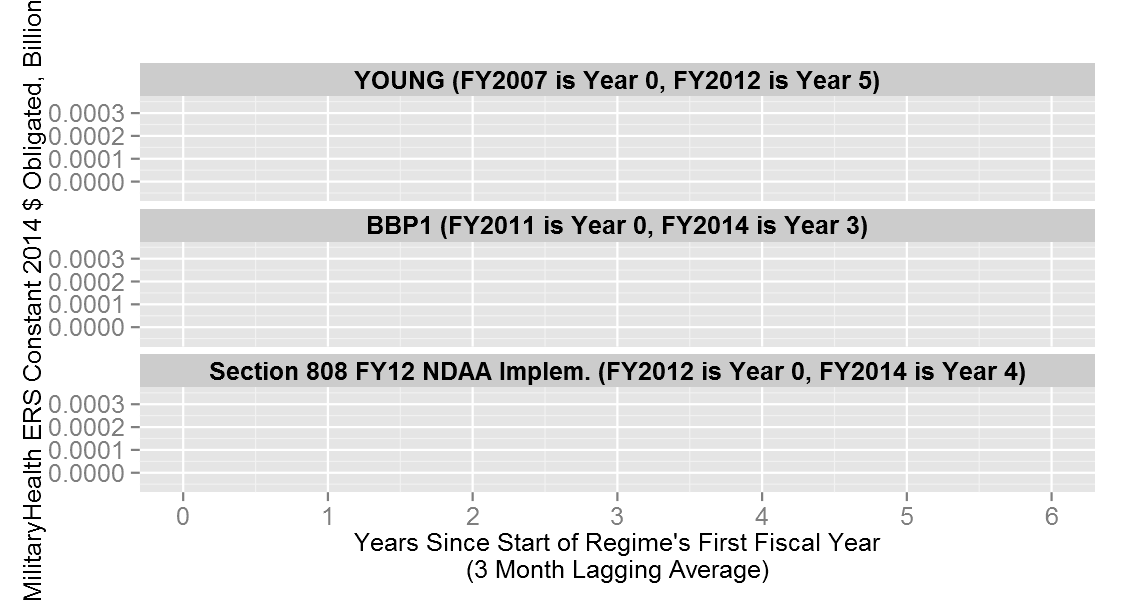 MilitaryHealth ERS Constant 2014 $ Obligated, Billion
YOUNG (FY2007 is Year 0, FY2012 is Year 5)
0.0003
0.0002
0.0001
0.0000
BBP1 (FY2011 is Year 0, FY2014 is Year 3)
0.0003
0.0002
0.0001
0.0000
Section 808 FY12 NDAA Implem. (FY2012 is Year 0, FY2014 is Year 4)
0.0003
0.0002
0.0001
0.0000
0 1 2 3 4 5 6
Years Since Start of Regime's First Fiscal Year
(3 Month Lagging Average)